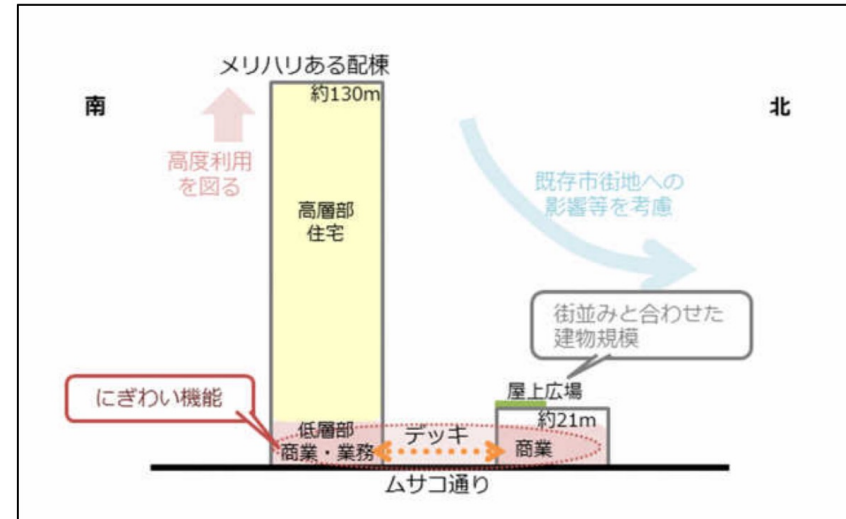 メリハリある配棟
約130m
南
北
高度利用
を図る
既存市街地への
影響等を考慮
高層部
住宅
街並みと合わせた
建物規模
にぎわい機能
屋上広場
約21m
低層部
商業・業務
デッキ
商業
ムサコ通り